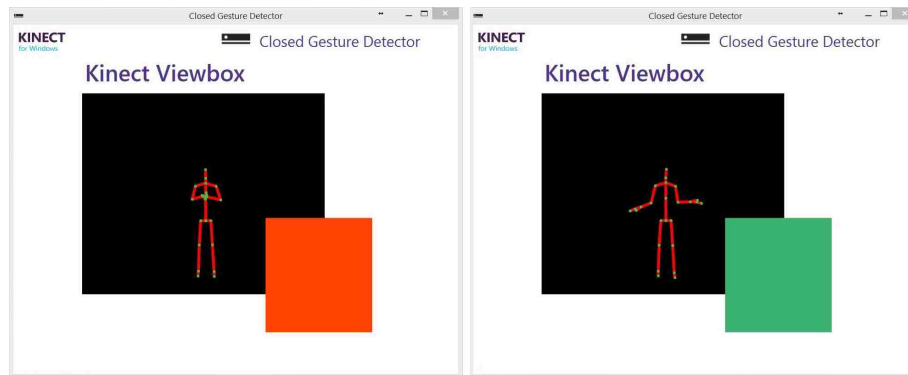 Closed Gesture Detector
KINECT
for Windows
Closed Gesture Detector
Kinect Viewbox
Closed Gesture Detector
KINECT
for Windows
Closed Gesture Detector
Kinect Viewbox